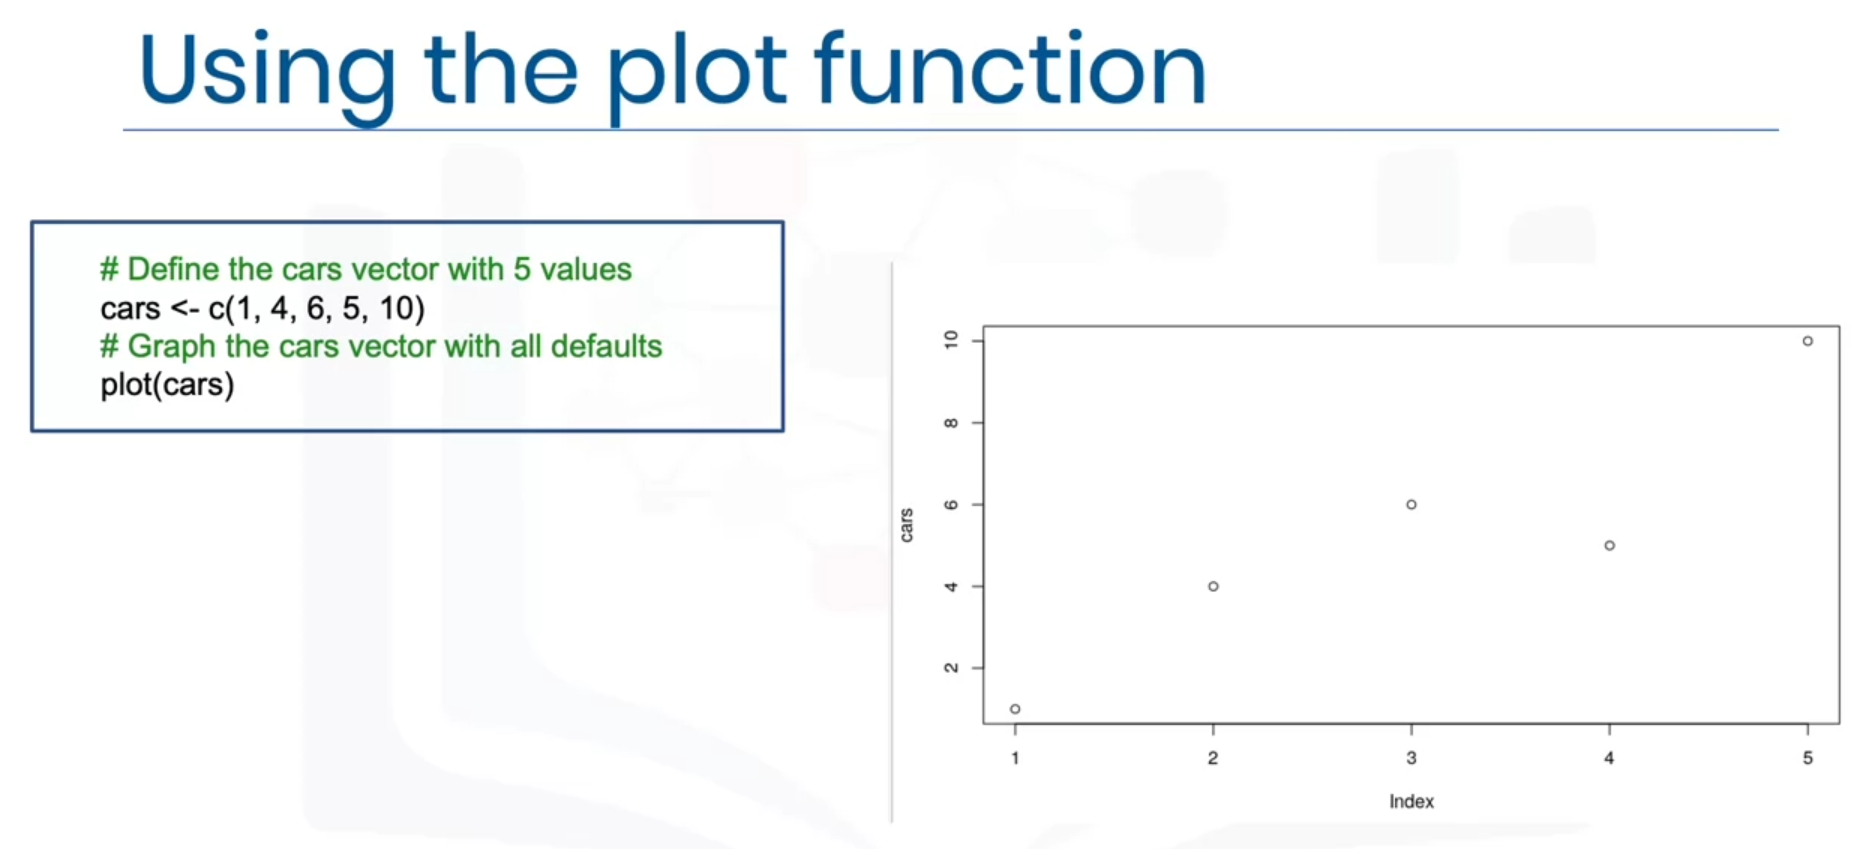 Using the plot function
# Define the cars vector with 5 values
cars <- c(1, 4, 6, 5, 10)
# Graph the cars vector with all defaults
plot(cars)
10
8
6
4
2
cars
1 2 3 4 5
Index